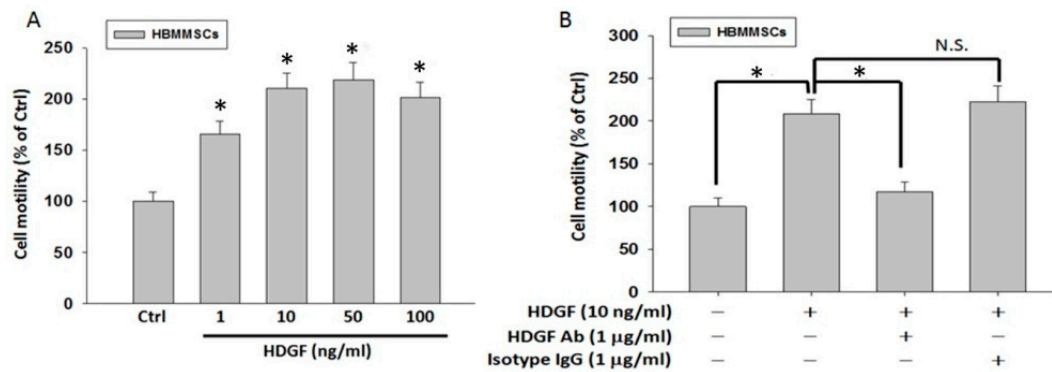 A
HBMMSCs
Cell motility (% of Ctrl)
250
200
150
100
50
0
*
*
*
*
Ctrl 1 10 50 100
HDGF (ng/ml)
B
HBMMSCs
Cell motility (% of Ctrl)
300
250
200
150
100
50
0
N.S.
* *
HDGF (10 ng/ml) – + + +
HDGF Ab (1 µg/ml) – – + –
Isotype IgG (1 µg/ml) – – – +